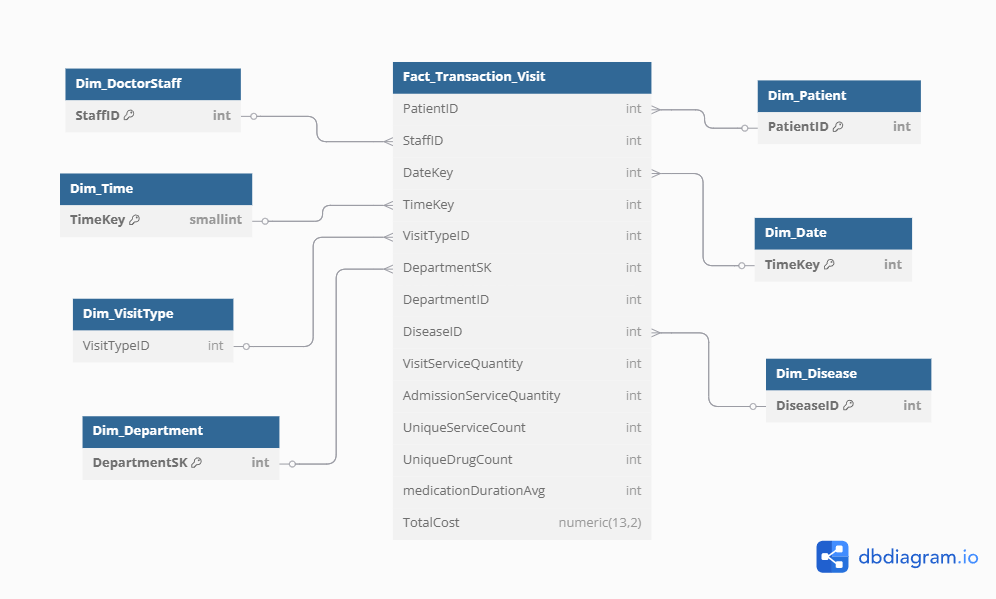 Dim_DoctorStaff
StaffID int
Dim_Time
TimeKey smallint
Dim_VisitType
VisitTypeID int
Dim_Department
DepartmentSK int
Fact_Transaction_Visit
PatientID int
StaffID int
DateKey int
TimeKey int
VisitTypeID int
DepartmentSK int
DepartmentID int
DiseaseID int
VisitServiceQuantity int
AdmissionServiceQuantity int
UniqueServiceCount int
UniqueDrugCount int
medicationDurationAvg int
TotalCost numeric(13,2)
Dim_Patient
PatientID int
Dim_Date
TimeKey int
Dim_Disease
DiseaseID int
dbdiagram.io